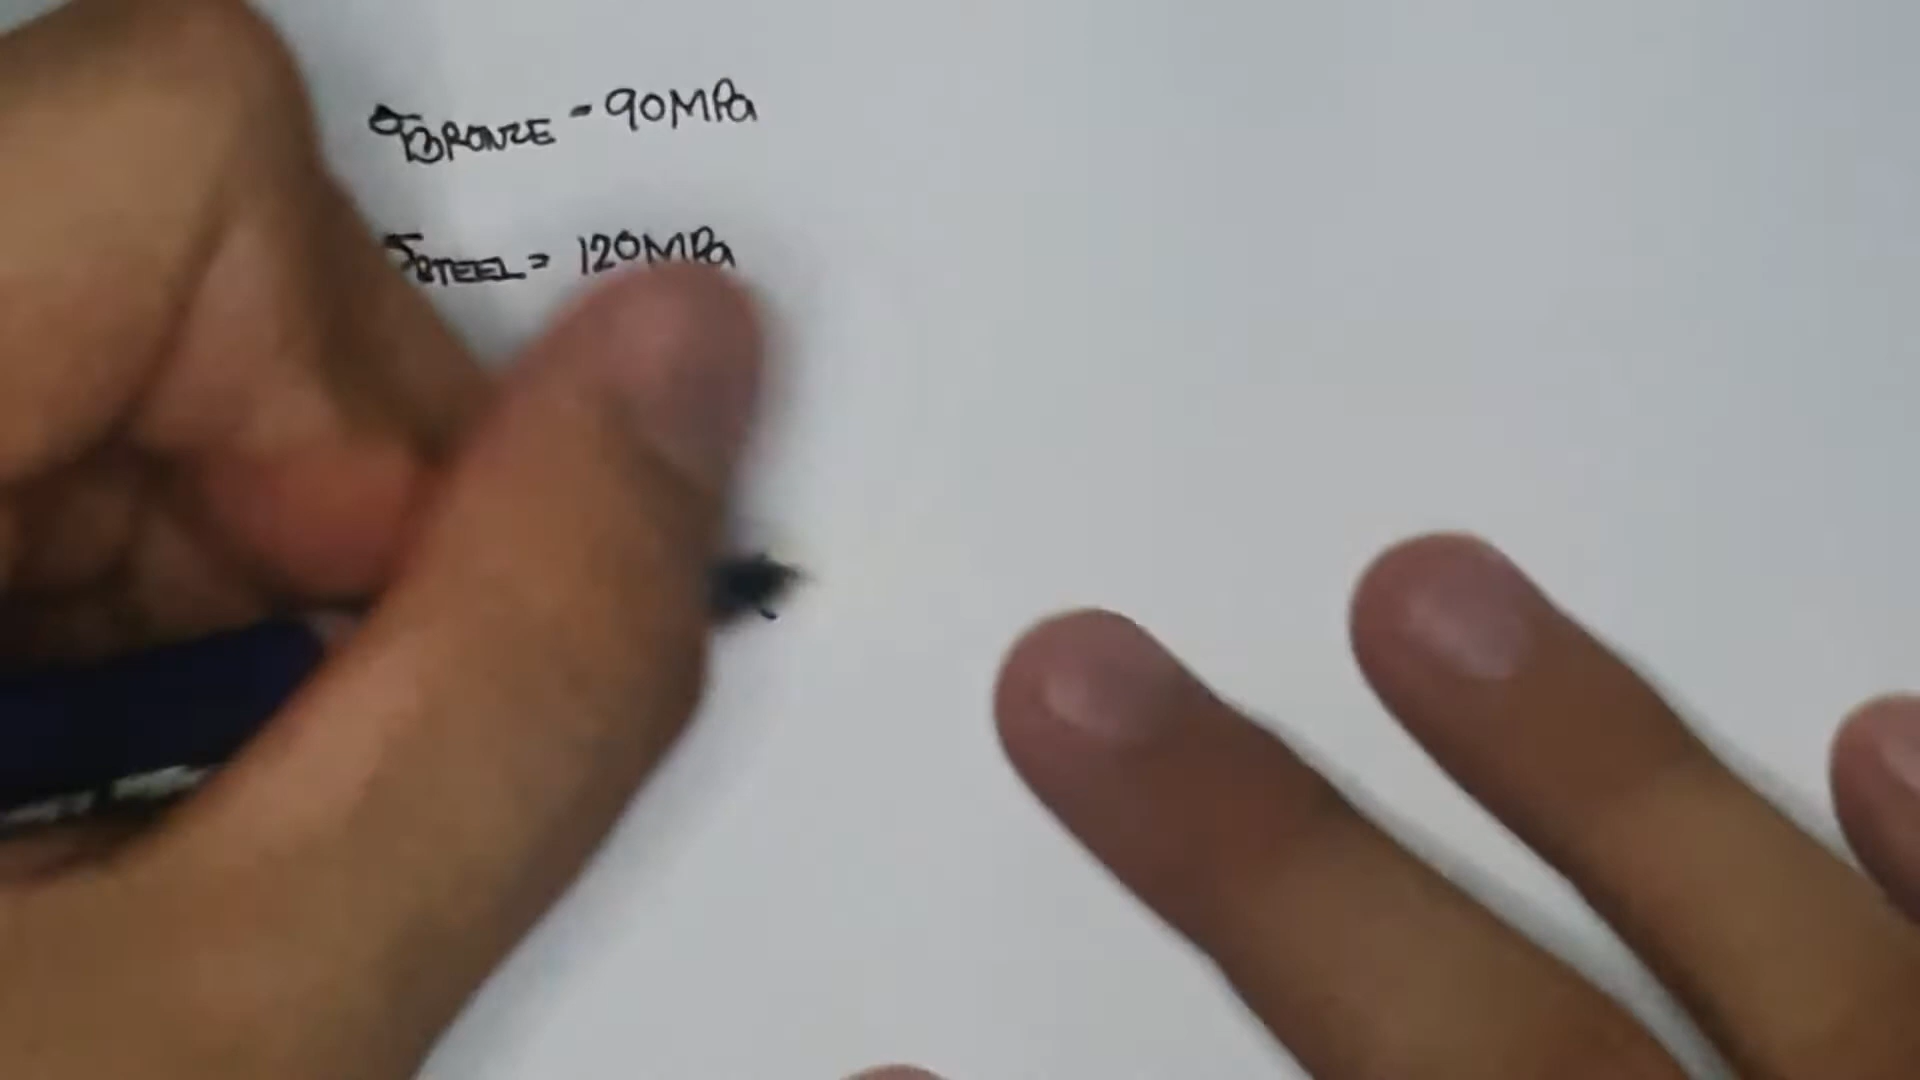 σBRONZE = 90MPa
σSTEEL = 120MPa